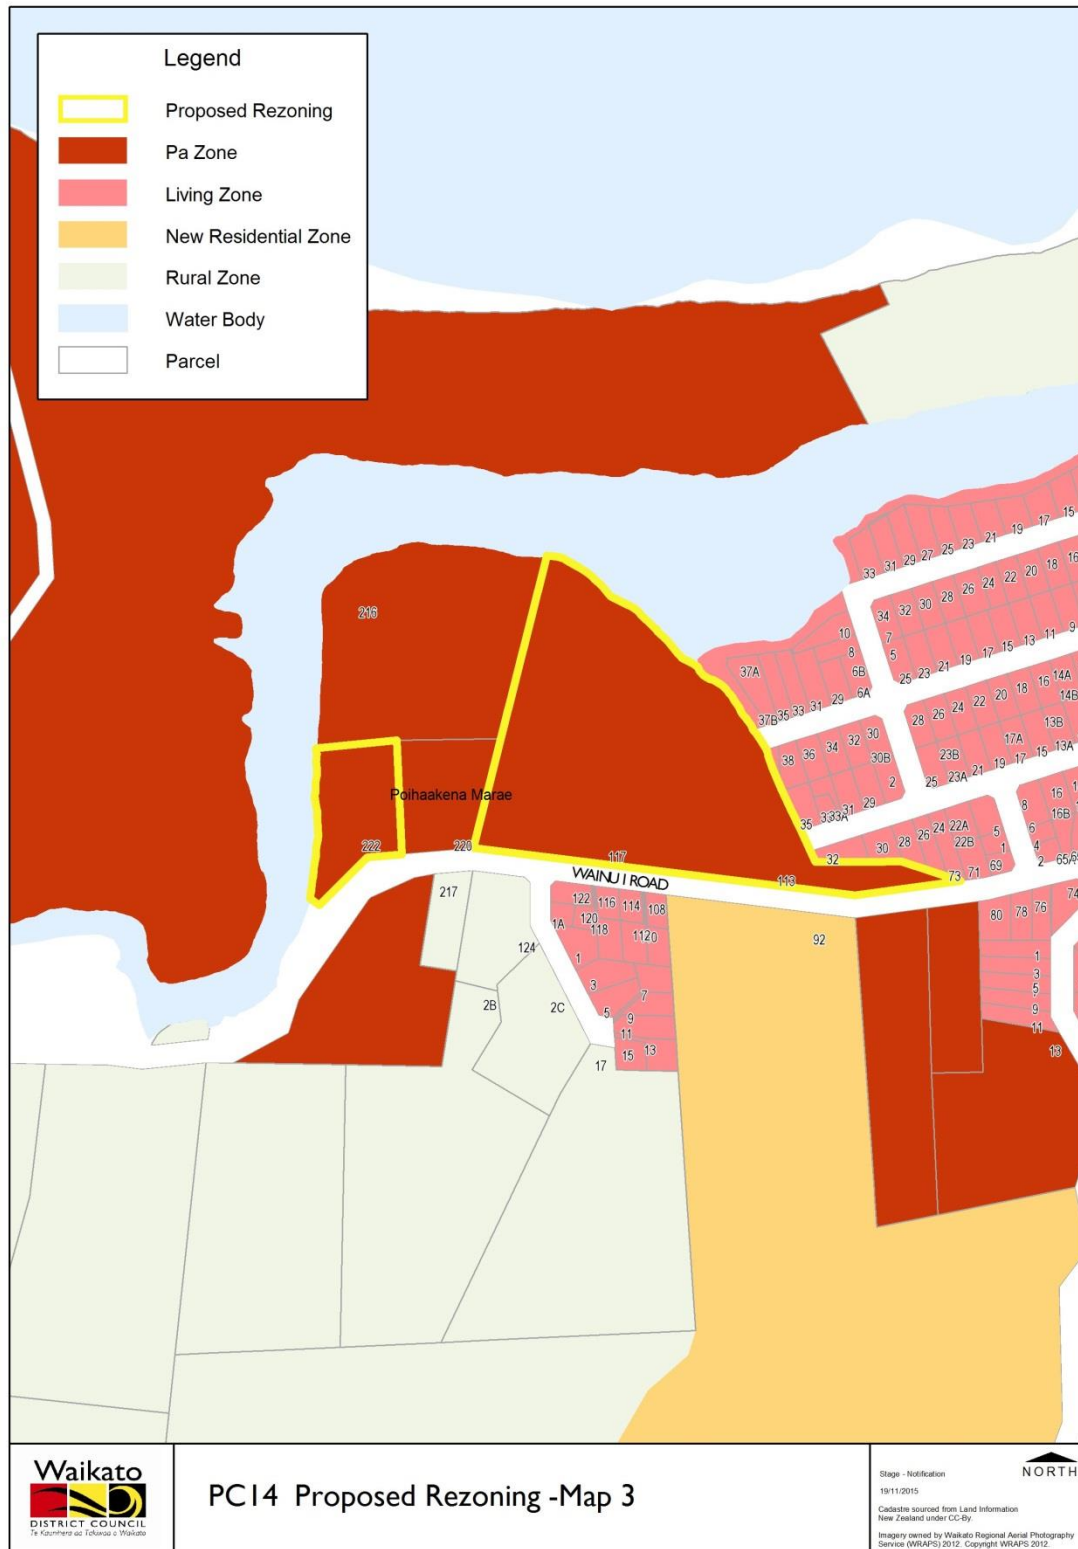 Legend
Proposed Rezoning
Pa Zone
Living Zone
New Residential Zone
Rural Zone
Water Body
Parcel
33 31 29 27 25 23 21 19 17 15
34 32 30 28 26 24 22 20 18 16
216
10
7
8
5
37A
6B
25 23 21 19 17 15 13 11 9
37B 35 33 31 29 6A
28 26 24 22 20 18 16 14A
14B
38 36 34 32 30
30B
13B
17A
23B
2
25 23A 21 19 17 15 13A
Poihaakena Marae
35 33A 31 29
8
16
16B
6
4
30 28 26 24 22A
22B
5
1
222
220
117
113
32
73 71 69
2
65A
WAINUI ROAD
217
122 116 114 108
1A
120
118
92
80 78 76 74
124
1
1
3
3
5
2B
2C
7
5
9
9
11
11
17
15 13
13
Waikato
DISTRICT COUNCIL
Te Kaunihera aa Takiwaa o Waikato
PC14 Proposed Rezoning -Map 3
NORTH
Stage - Notification
19/11/2015
Cadastre sourced from Land Information
New Zealand under CC-By.
Imagery owned by Waikato Regional Aerial Photography
Service (WRAPS) 2012. Copyright WRAPS 2012.